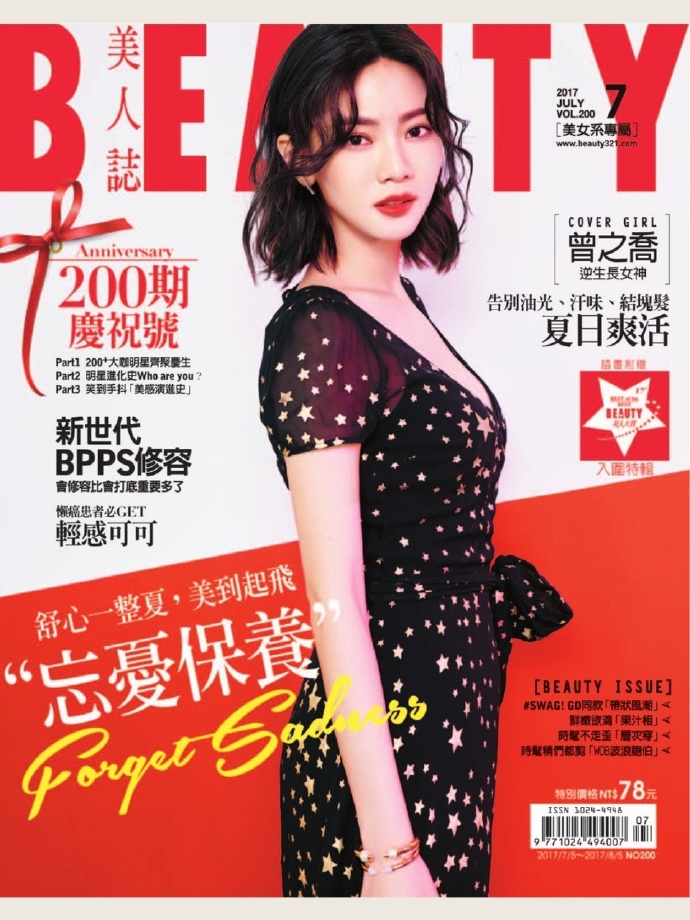 BEAUTY
美人誌
2017
JULY
VOL.200
7
[美女系專屬]
www.beauty321.com
COVER GIRL
曾之喬
逆生長女神
Anniversary
200期
慶祝號
Part1 200⁺大咖明星齊聚慶生
Part2 明星進化史Who are you？
Part3 笑到手抖「美感演進史」
告別油光、汗味、結塊髮
夏日爽活
隨書附贈
BEAUTY
入圍特輯
新世代
BPPS修容
會修容比會打底重要多了
懶癌患者必GET
輕感可可
舒心一整夏，美到起飛
“忘憂保養”
Forget Sadness
[BEAUTY ISSUE]
#SWAG! GD同款「帶狀風潮」
鮮嫩欲滴「果汁相」
時髦不走歪「層次穿」
時髦精們都剪「WOB波浪鮑伯」
特別價格NT$78元
ISSN 1024-4948
07
9 771024 494007
2017/7/5~2017/8/5 NO200